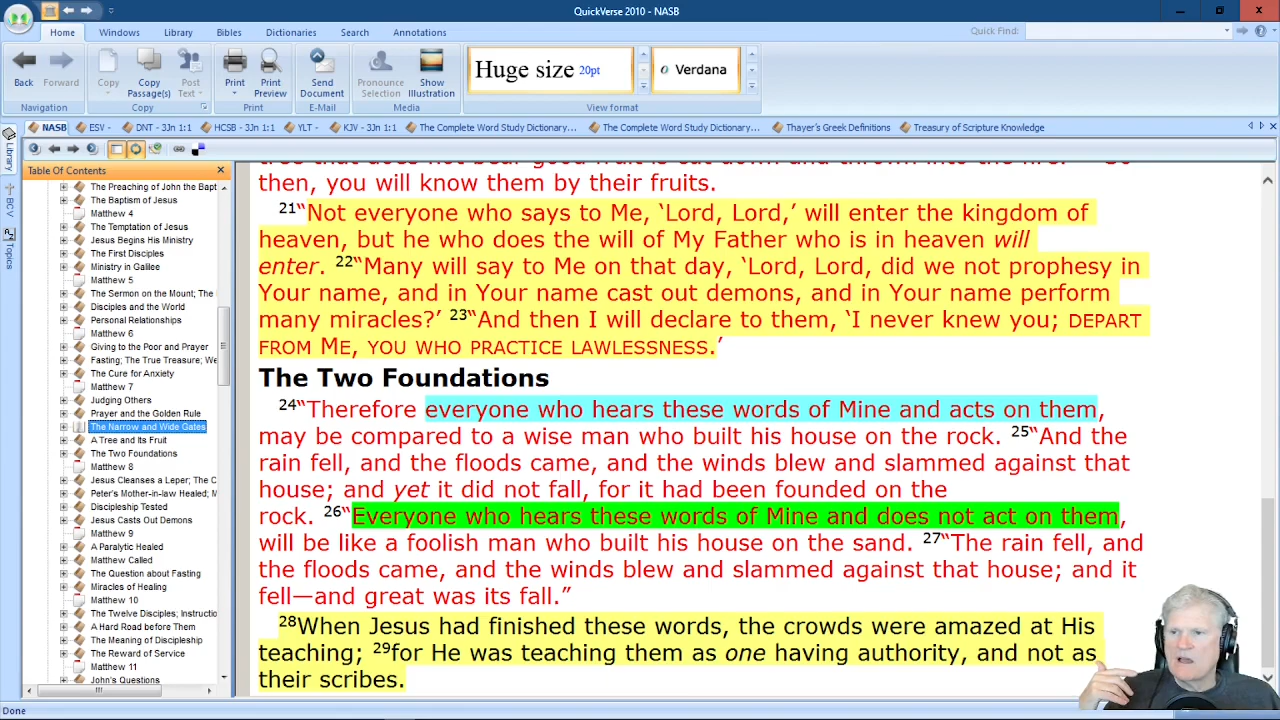 QuickVerse 2010 - NASB
Home Windows Library Bibles Dictionaries Search Annotations Quick Find:
Back Forward Copy Copy Passage(s) Post Text Print Print Preview Send Document Pronounce Selection Show Illustration Huge size 20pt O Verdana
Navigation Copy Print E-Mail Media View format
NASB ESV - DNT - 3Jn 1:1 HCSB - 3Jn 1:1 YLT - KJV - 3Jn 1:1 The Complete Word Study Dictionary... The Complete Word Study Dictionary... Thayer's Greek Definitions Treasury of Scripture Knowledge
Library
B C V
Topics
Table Of Contents
The Preaching of John the Bapt
The Baptism of Jesus
Matthew 4
The Temptation of Jesus
Jesus Begins His Ministry
The First Disciples
Ministry in Galilee
Matthew 5
The Sermon on the Mount; The
Disciples and the World
Personal Relationships
Matthew 6
Giving to the Poor and Prayer
Fasting; The True Treasure; We
The Cure for Anxiety
Matthew 7
Judging Others
Prayer and the Golden Rule
The Narrow and Wide Gates
A Tree and Its Fruit
The Two Foundations
Matthew 8
Jesus Cleanses a Leper; The C
Peter's Mother-in-law Healed; M
Discipleship Tested
Jesus Casts Out Demons
Matthew 9
A Paralytic Healed
Matthew Called
The Question about Fasting
Miracles of Healing
Matthew 10
The Twelve Disciples; Instructio
A Hard Road before Them
The Meaning of Discipleship
The Reward of Service
Matthew 11
John's Questions
then, you will know them by their fruits.
21“Not everyone who says to Me, ‘Lord, Lord,’ will enter the kingdom of
heaven, but he who does the will of My Father who is in heaven will
enter. 22“Many will say to Me on that day, ‘Lord, Lord, did we not prophesy in
Your name, and in Your name cast out demons, and in Your name perform
many miracles?’ 23“And then I will declare to them, ‘I never knew you; DEPART
FROM ME, YOU WHO PRACTICE LAWLESSNESS.’
The Two Foundations
24“Therefore everyone who hears these words of Mine and acts on them,
may be compared to a wise man who built his house on the rock. 25“And the
rain fell, and the floods came, and the winds blew and slammed against that
house; and yet it did not fall, for it had been founded on the
rock. 26“Everyone who hears these words of Mine and does not act on them,
will be like a foolish man who built his house on the sand. 27“The rain fell, and
the floods came, and the winds blew and slammed against that house; and it
fell—and great was its fall.”
28When Jesus had finished these words, the crowds were amazed at His
teaching; 29for He was teaching them as one having authority, and not as
their scribes.
Done